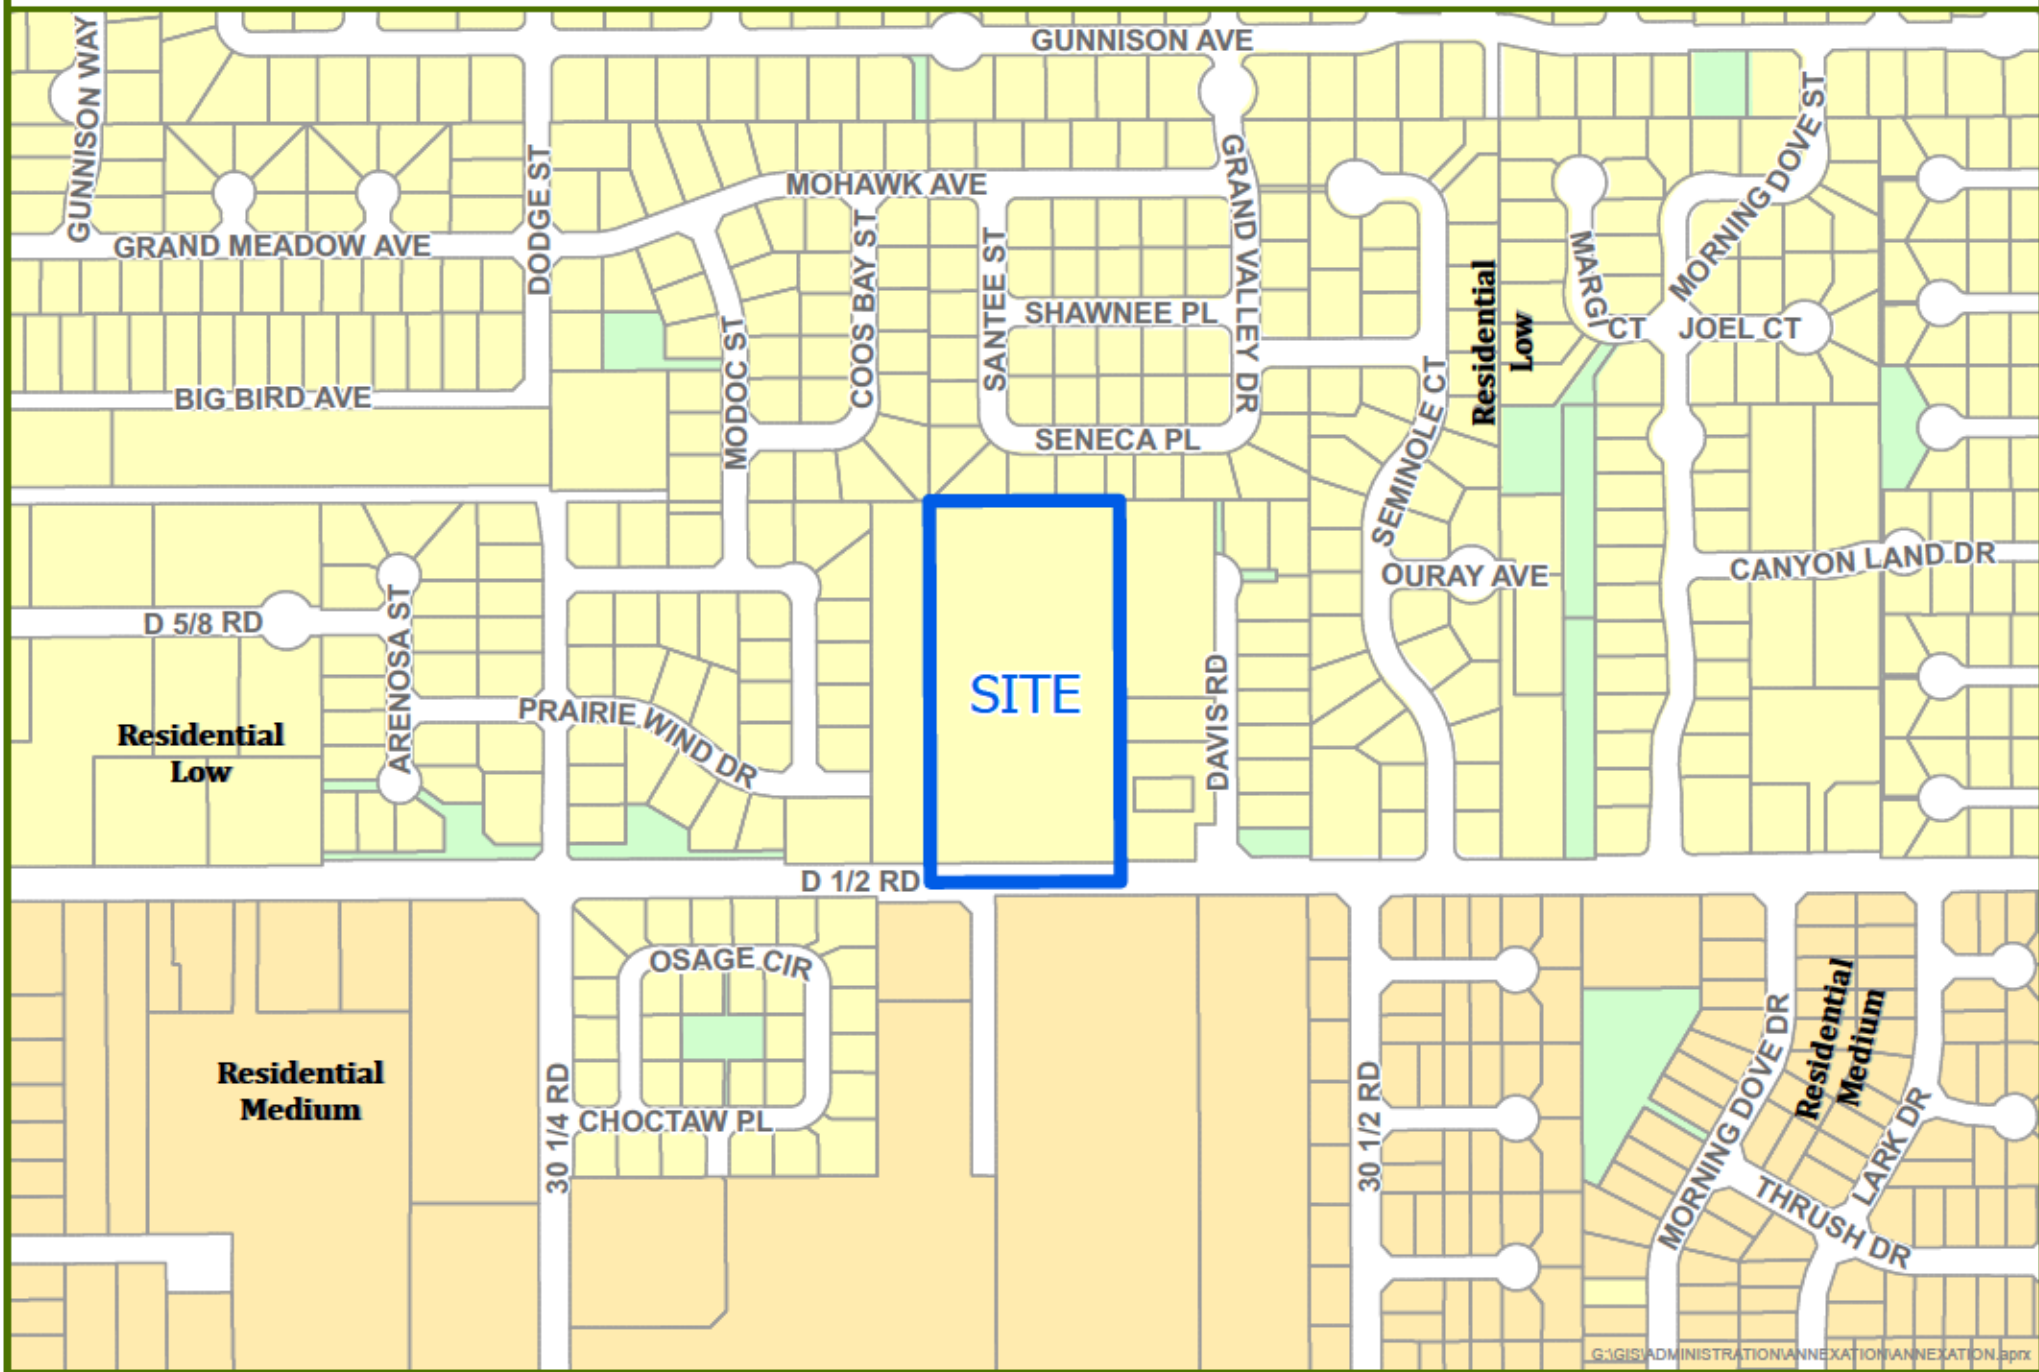 GUNNISON WAY
GUNNISON AVE
MORNING DOVE ST
DODGE ST
MOHAWK AVE
GRAND VALLEY DR
GRAND MEADOW AVE
COOS BAY ST
SANTEE ST
SHAWNEE PL
Residential
Low
MARGI
CT
JOEL CT
MODOC ST
BIG BIRD AVE
SENECA PL
SEMINOLE CT
OURAY AVE
CANYON LAND DR
D 5/8 RD
ARENOSA ST
PRAIRIE WIND DR
SITE
DAVIS RD
Residential
Low
D 1/2 RD
OSAGE CIR
Residential
Medium
30 1/4 RD
CHOCTAW PL
30 1/2 RD
MORNING DOVE DR
Residential
Medium
LARK DR
THRUSH DR
G:\GIS\ADMINISTRATION\ANNEXATION\ANNEXATION.aprx